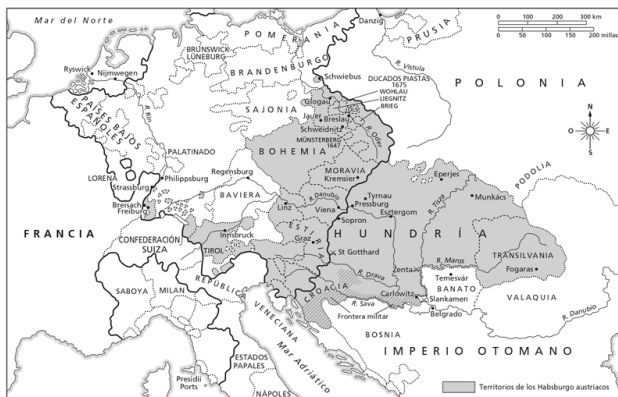 Mar del Norte
POMERANIA
Danzig
PRUSIA
0 100 200 300 km
0 50 100 150 200 millas
BRUNSWICK
LÜNEBURG
BRANDENBURGO
R. Vistula
Ryswick
Nijmwegen
Schwiebus
DUCADOS PIASTAS
1675
POLONIA
WOHLAU
LIEGNITZ
BRIEG
PAISES BAJOS
ESPAÑOLES
R. Rin
SAJONIA
Glogau
Jauer
Breslau
Schweidnitz
MÜNSTERBERG
1647
R. Oder
N
O
E
S
PALATINADO
BOHEMIA
LORENA
Philippsburg
Regensburg
MORAVIA
Kremsier
Eperjes
PODOLIA
Strassburg
BAVIERA
R. Danubio
Tyrnau
Pressburg
R. Tisza
Munkács
Breisach
Freiburg
Linz
Viena
Esztergom
Sopron
FRANCIA
CONFEDERACIÓN
SUIZA
Innsbruck
TIROL
ESTIRIA
Graz
HUNDRÍA
St Gotthard
TRANSILVANIA
Fogaras
R. Maros
R. Drava
Zenta
Temesvár
BANATO
SABOYA
MILAN
REPÚBLICA
VENECIANA
CROACIA
R. Sava
Carlowitz
Slankamen
VALAQUIA
Frontera militar
Belgrado
R. Danubio
BOSNIA
Mar Adriático
ESTADOS
PAPALES
IMPERIO OTOMANO
Presidii
Ports
NÁPOLES
Territorios de los Habsburgo austríacos